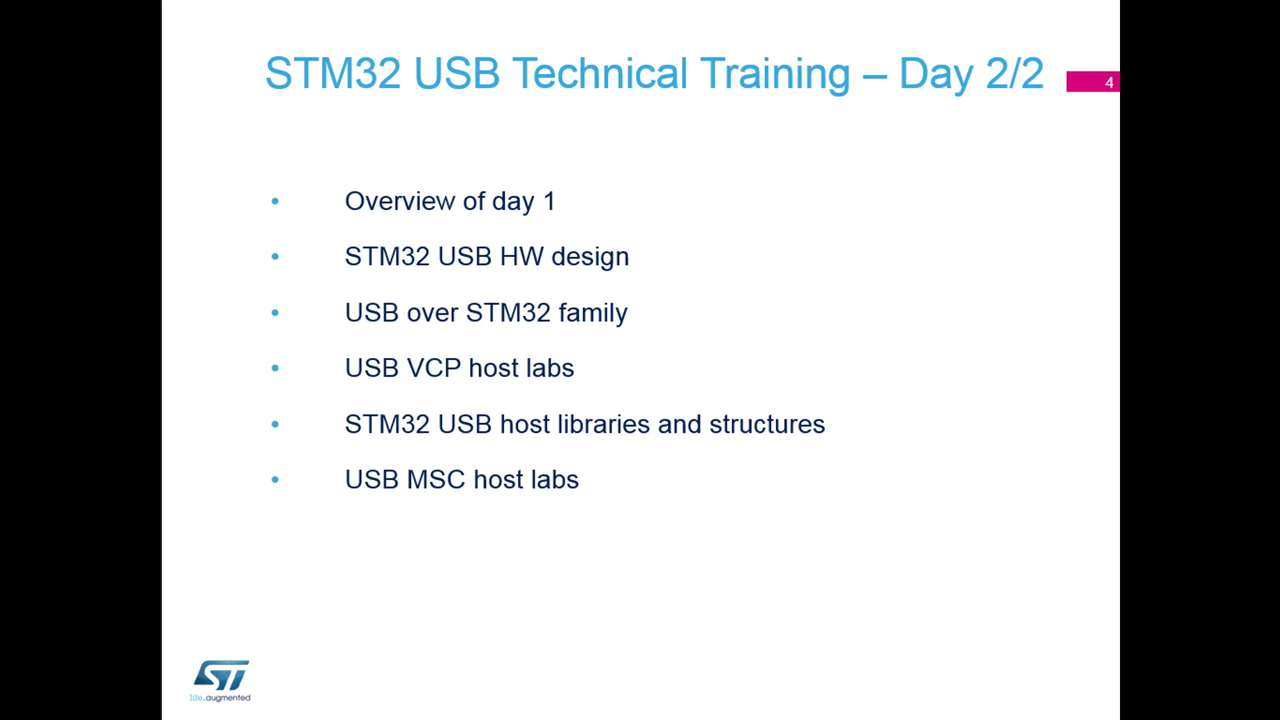 STM32 USB Technical Training – Day 2/2
4
• Overview of day 1
• STM32 USB HW design
• USB over STM32 family
• USB VCP host labs
• STM32 USB host libraries and structures
• USB MSC host labs
ST
life.augmented